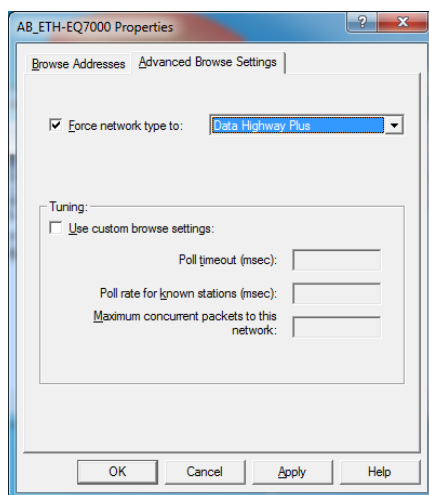 AB_ETH-EQ7000 Properties
Browse Addresses Advanced Browse Settings
Force network type to: Data Highway Plus
Tuning:
Use custom browse settings:
Poll timeout (msec):
Poll rate for known stations (msec):
Maximum concurrent packets to this
network:
OK Cancel Apply Help